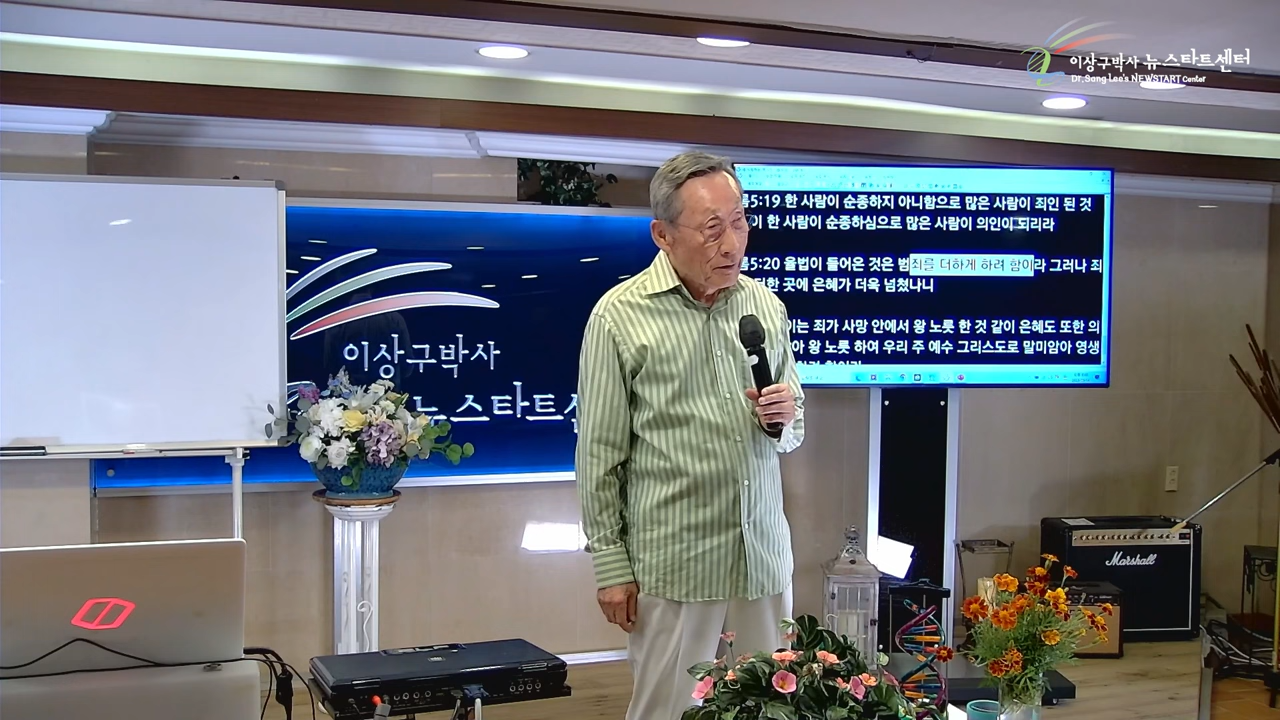 이상구박사 뉴스타트센터
Dr. Sang Lee's NEWSTART Center
5:19 한 사람이 순종하지 아니함으로 많은 사람이 죄인 된 것
이 한 사람이 순종하심으로 많은 사람이 의인이 되리라
5:20 율법이 들어온 것은 범죄를 더하게 하려 함이라 그러나 죄
더한 곳에 은혜가 더욱 넘쳤나니
이는 죄가 사망 안에서 왕 노릇 한 것 같이 은혜도 또한 의
왕 노릇 하여 우리 주 예수 그리스도로 말미암아 영생
이상구박사
뉴스타트센
Marshall